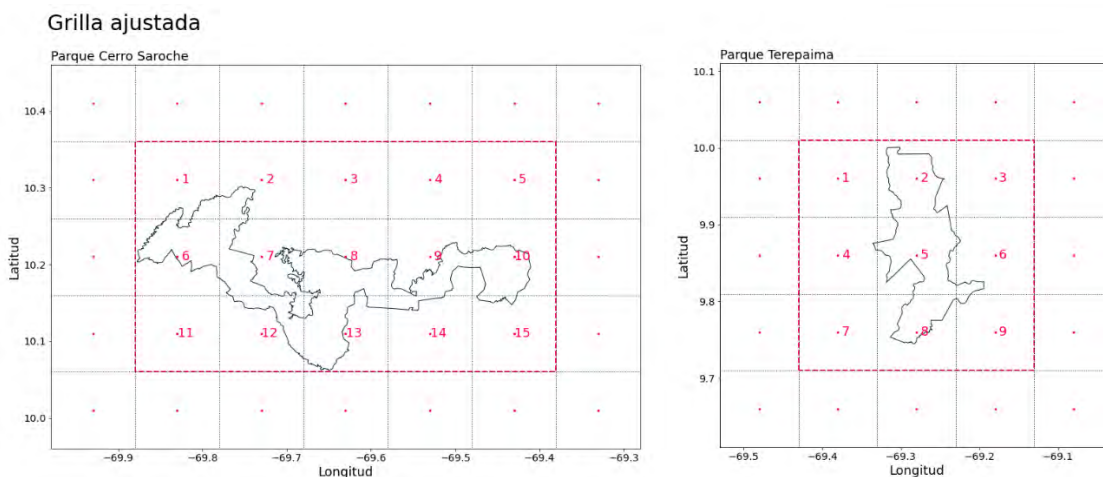 Grilla ajustada
Parque Cerro Saroche
10.4
10.3
10.2
10.1
10.0
Latitud
1 2 3 4 5
6 7 8 9 10
11 12 13 14 15
−69.9 −69.8 −69.7 −69.6 −69.5 −69.4 −69.3
Longitud
Parque Terepaima
10.1
10.0
9.9
9.8
9.7
Latitud
1 2 3
4 5 6
7 8 9
−69.5 −69.4 −69.3 −69.2 −69.1
Longitud